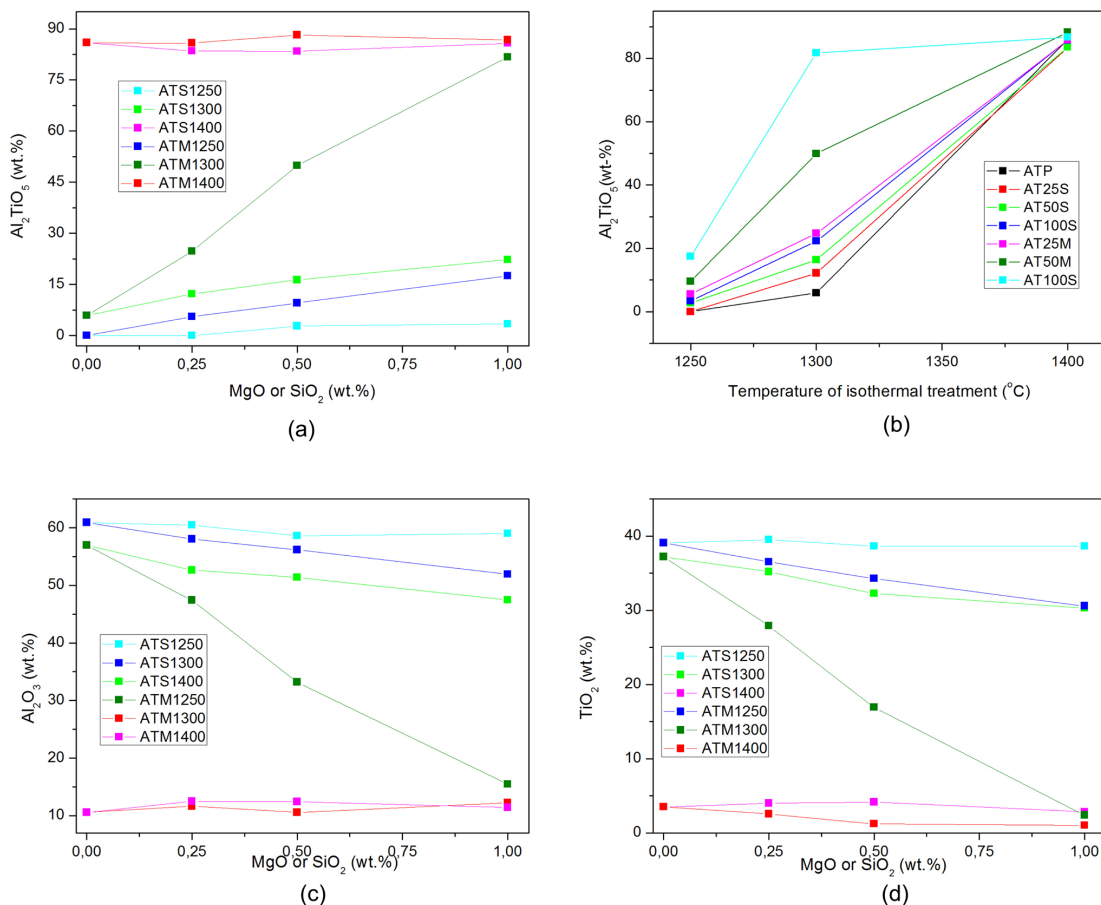 90
75
60
45
30
15
0
Al2TiO5 (wt.%)
ATS1250
ATS1300
ATS1400
ATM1250
ATM1300
ATM1400
0,00 0,25 0,50 0,75 1,00
MgO or SiO2 (wt.%)
(a)
80
60
40
20
0
Al2TiO5(wt-%)
ATP
AT25S
AT50S
AT100S
AT25M
AT50M
AT100S
1250 1300 1350 1400
Temperature of isothermal treatment (°C)
(b)
60
50
40
30
20
10
Al2O3 (wt.%)
ATS1250
ATS1300
ATS1400
ATM1250
ATM1300
ATM1400
0,00 0,25 0,50 0,75 1,00
MgO or SiO2 (wt.%)
(c)
40
30
20
10
0
TiO2 (wt.%)
ATS1250
ATS1300
ATS1400
ATM1250
ATM1300
ATM1400
0,00 0,25 0,50 0,75 1,00
MgO or SiO2 (wt.%)
(d)